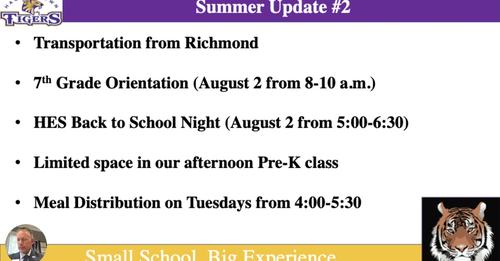 Summer Update #2
TIGERS
• Transportation from Richmond
• 7th Grade Orientation (August 2 from 8-10 a.m.)
• HES Back to School Night (August 2 from 5:00-6:30)
• Limited space in our afternoon Pre-K class
• Meal Distribution on Tuesdays from 4:00-5:30
Small School, Big Experience